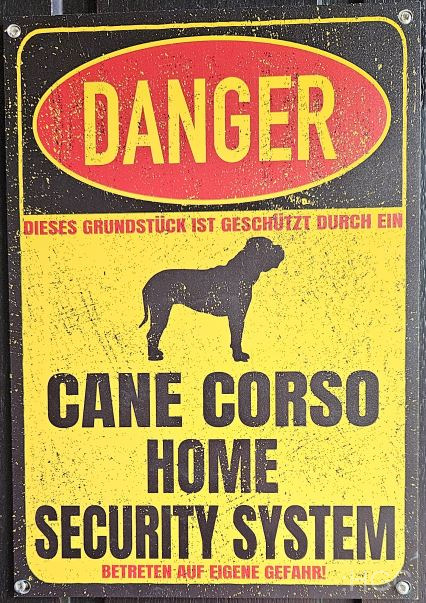 DANGER
DIESES GRUNDSTÜCK IST GESCHÜTZT DURCH EIN
CANE CORSO
HOME
SECURITY SYSTEM
BETRETEN AUF EIGENE GEFAHR!